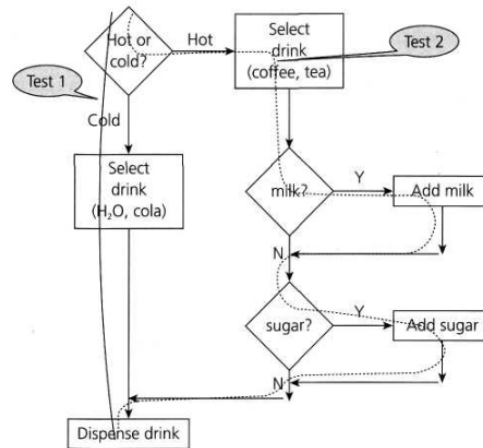 Hot or
cold?
Hot
Select
drink
(coffee, tea)
Test 2
Test 1
Cold
Select
drink
(H₂O, cola)
milk?
Y
Add milk
N
sugar?
Y
Add sugar
N
Dispense drink